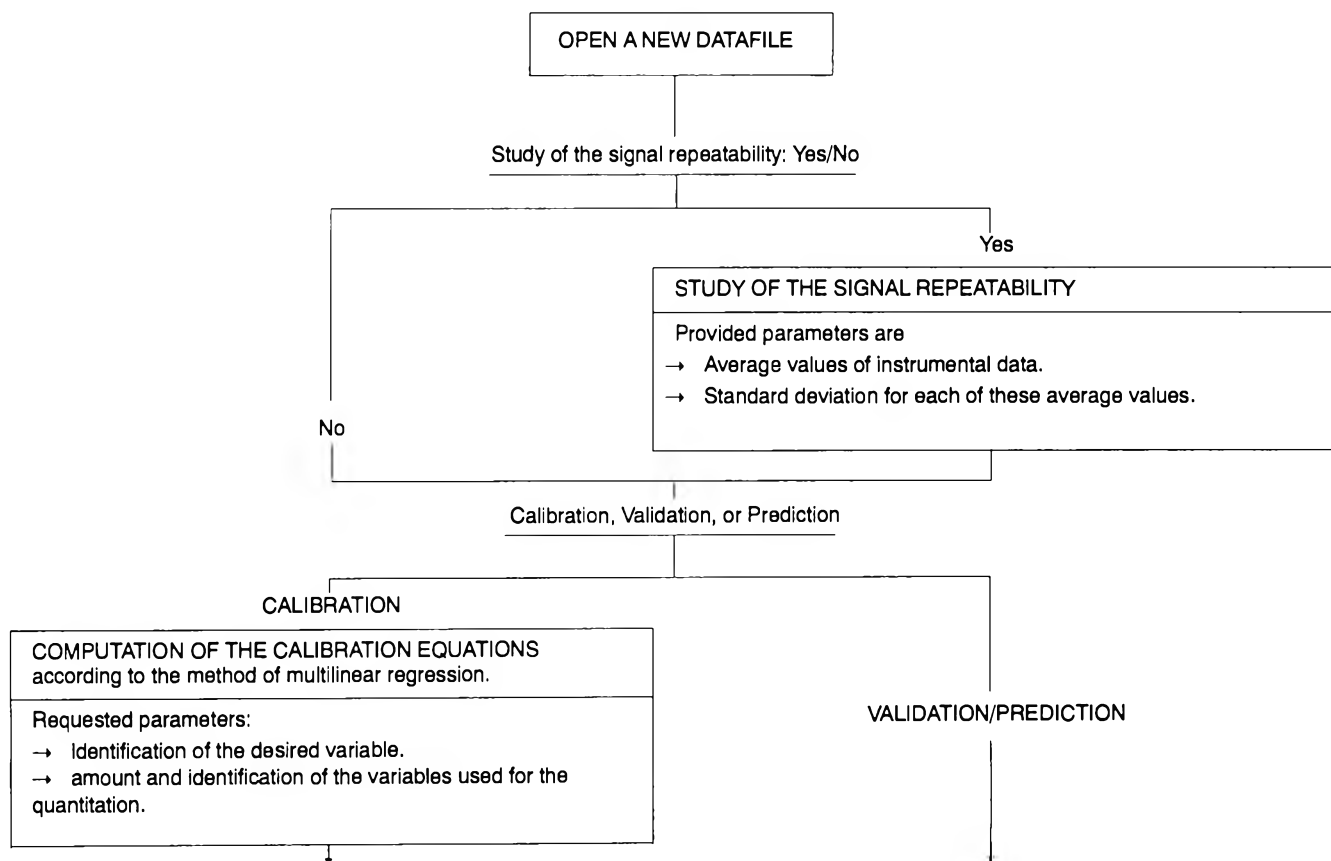 OPEN A NEW DATAFILE
Study of the signal repeatability: Yes/No
Yes
STUDY OF THE SIGNAL REPEATABILITY
Provided parameters are
→ Average values of instrumental data.
→ Standard deviation for each of these average values.
No
Calibration, Validation, or Prediction
CALIBRATION
COMPUTATION OF THE CALIBRATION EQUATIONS
according to the method of multilinear regression.
Requested parameters:
→ Identification of the desired variable.
→ amount and identification of the variables used for the
quantitation.
VALIDATION/PREDICTION